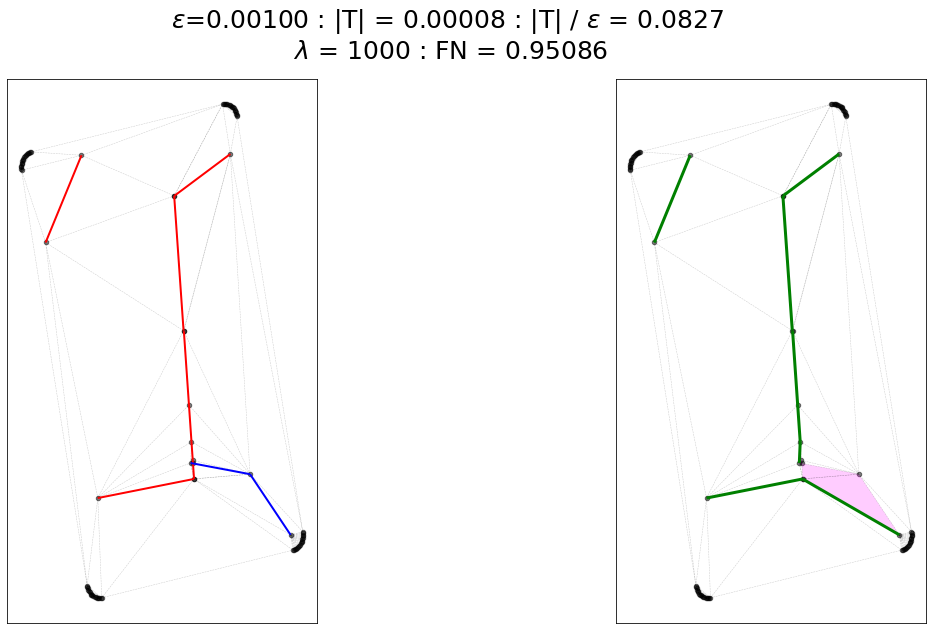 ε=0.00100 : |T| = 0.00008 : |T| / ε = 0.0827
λ = 1000 : FN = 0.95086